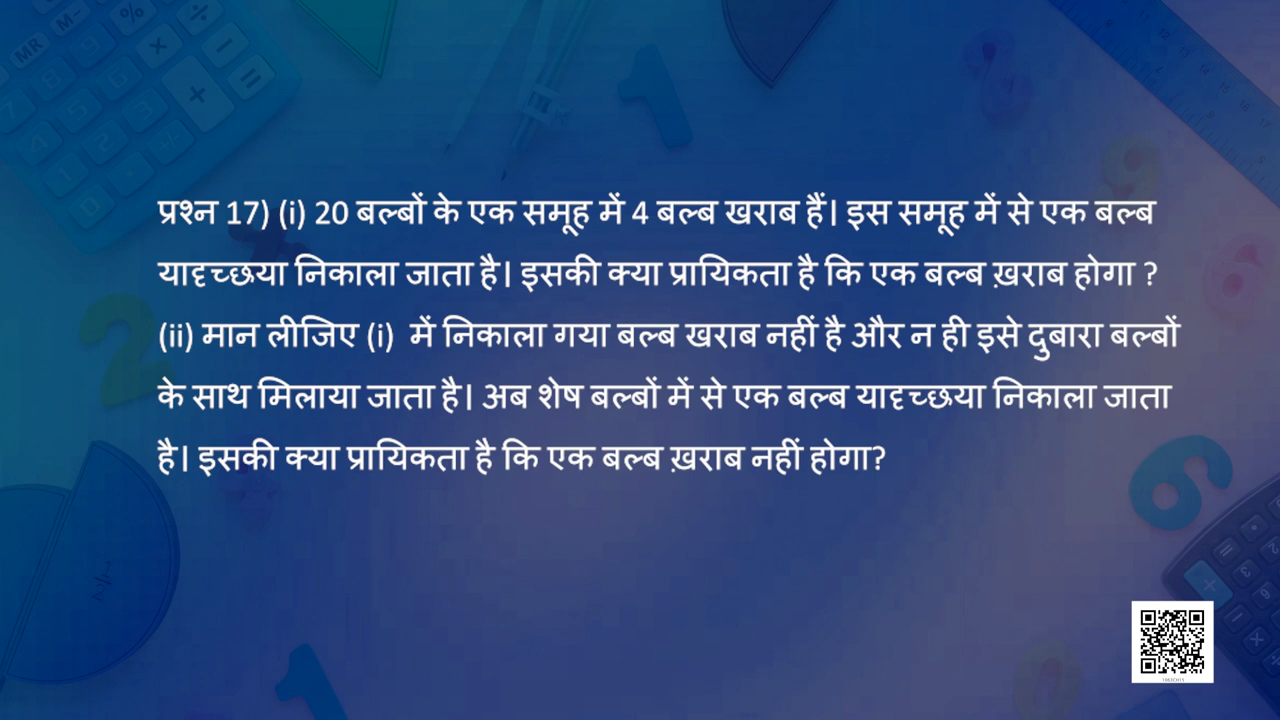 प्रश्न 17) (i) 20 बल्बों के एक समूह में 4 बल्ब खराब हैं। इस समूह में से एक बल्ब
यादृच्छया निकाला जाता है। इसकी क्या प्रायिकता है कि एक बल्ब ख़राब होगा ?
(ii) मान लीजिए (i) में निकाला गया बल्ब खराब नहीं है और न ही इसे दुबारा बल्बों
के साथ मिलाया जाता है। अब शेष बल्बों में से एक बल्ब यादृच्छया निकाला जाता
है। इसकी क्या प्रायिकता है कि एक बल्ब ख़राब नहीं होगा?